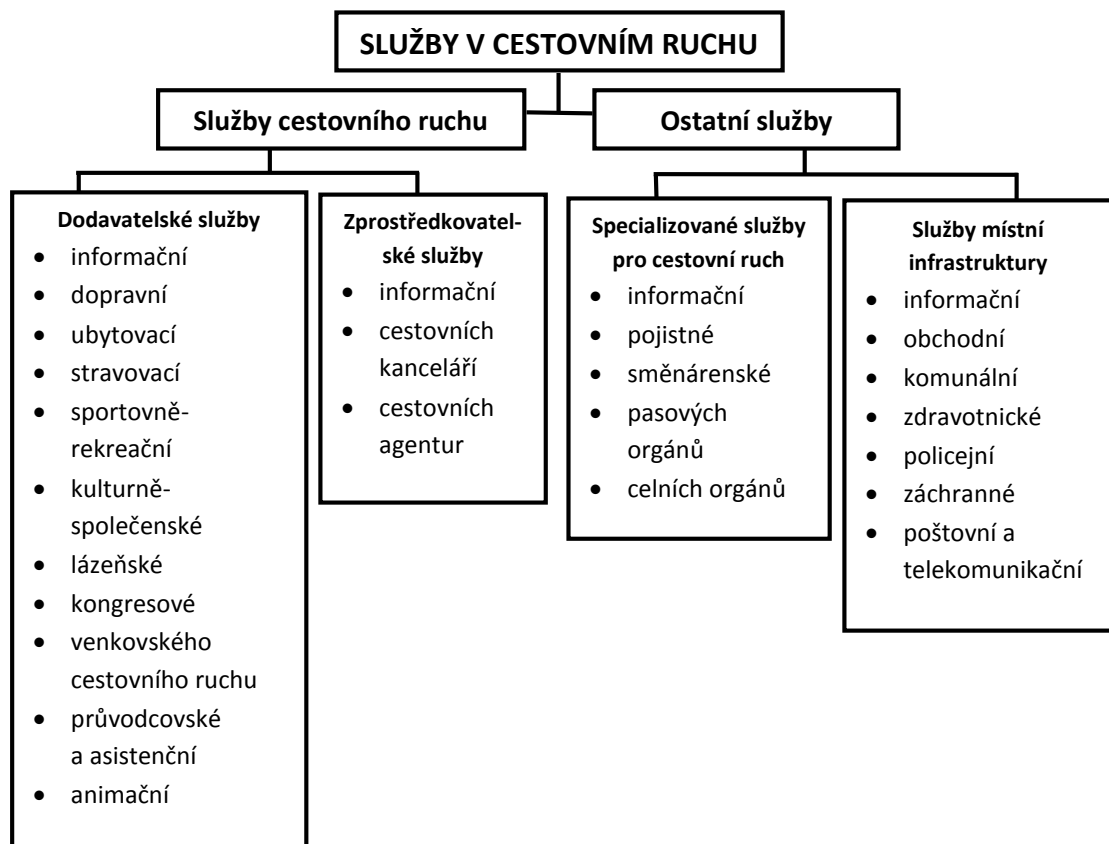 SLUŽBY V CESTOVNÍM RUCHU
Služby cestovního ruchu
Ostatní služby
Dodavatelské služby
• informační
• dopravní
• ubytovací
• stravovací
• sportovně-
rekreační
• kulturně-
společenské
• lázeňské
• kongresové
• venkovského
cestovního ruchu
• průvodcovské
a asistenční
• animační
Zprostředkovatel-
ské služby
• informační
• cestovních
kanceláří
• cestovních
agentur
Specializované služby
pro cestovní ruch
• informační
• pojistné
• směnárenské
• pasových
orgánů
• celních orgánů
Služby místní
infrastruktury
• informační
• obchodní
• komunální
• zdravotnické
• policejní
• záchranné
• poštovní a
telekomunikační